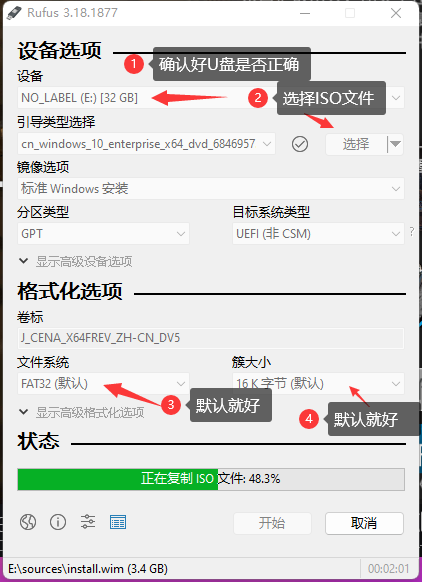 Rufus 3.18.1877
设备选项
1 确认好U盘是否正确
设备
NO_LABEL (E:) [32 GB]
2 选择ISO文件
引导类型选择
cn_windows_10_enterprise_x64_dvd_6846957
选择
镜像选项
标准 Windows 安装
分区类型
目标系统类型
GPT
UEFI (非 CSM)
?
显示高级设备选项
格式化选项
卷标
J_CENA_X64FREV_ZH-CN_DV5
文件系统
簇大小
FAT32 (默认)
16 K 字节 (默认)
3 默认就好
4 默认就好
显示高级格式化选项
状态
正在复制 ISO 文件: 48.3%
开始
取消
E:\sources\install.wim (3.4 GB)
00:02:01